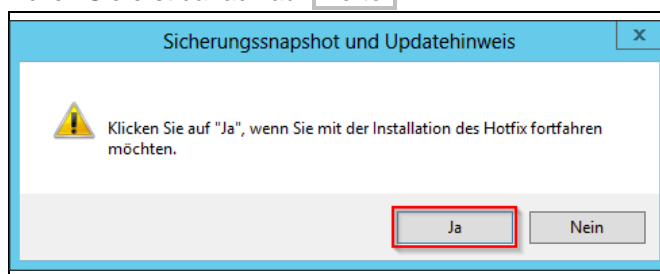 Sicherungssnapshot und Updatehinweis
x
Klicken Sie auf "Ja", wenn Sie mit der Installation des Hotfix fortfahren
möchten.
Ja
Nein